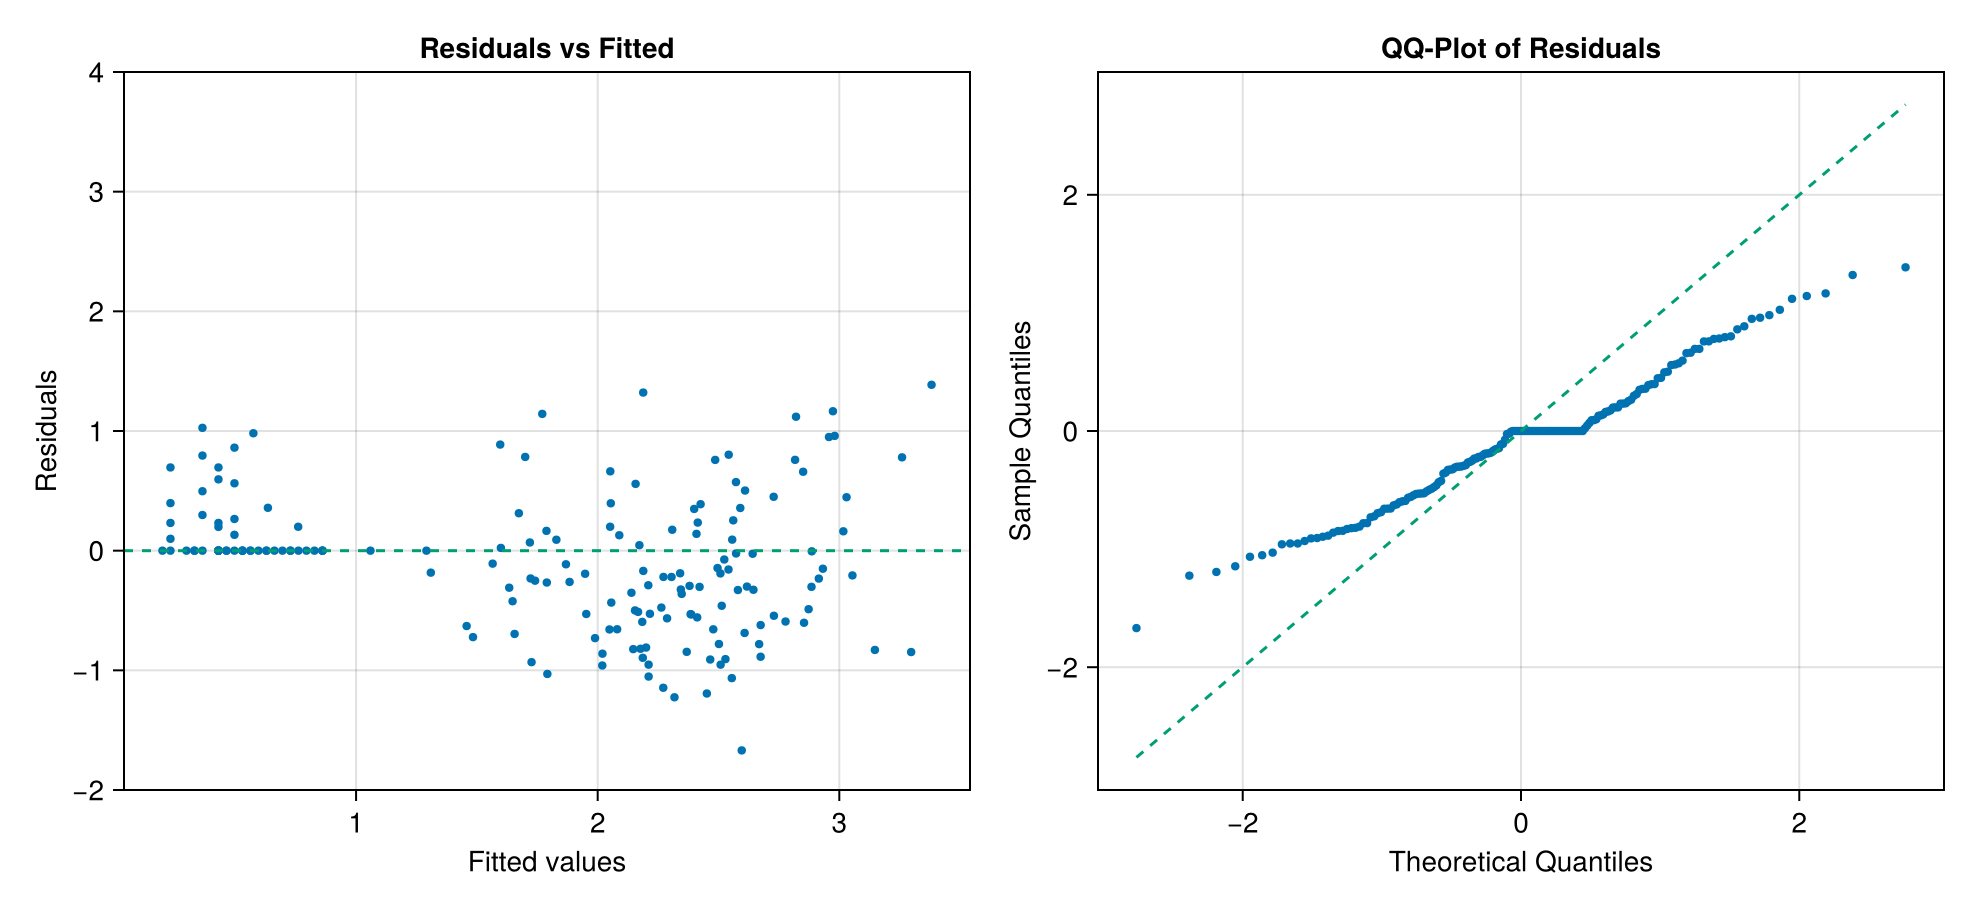 Residuals vs Fitted
4
3
2
1
0
−1
−2
Residuals
1
2
3
Fitted values
QQ-Plot of Residuals
2
0
−2
Sample Quantiles
−2
0
2
Theoretical Quantiles